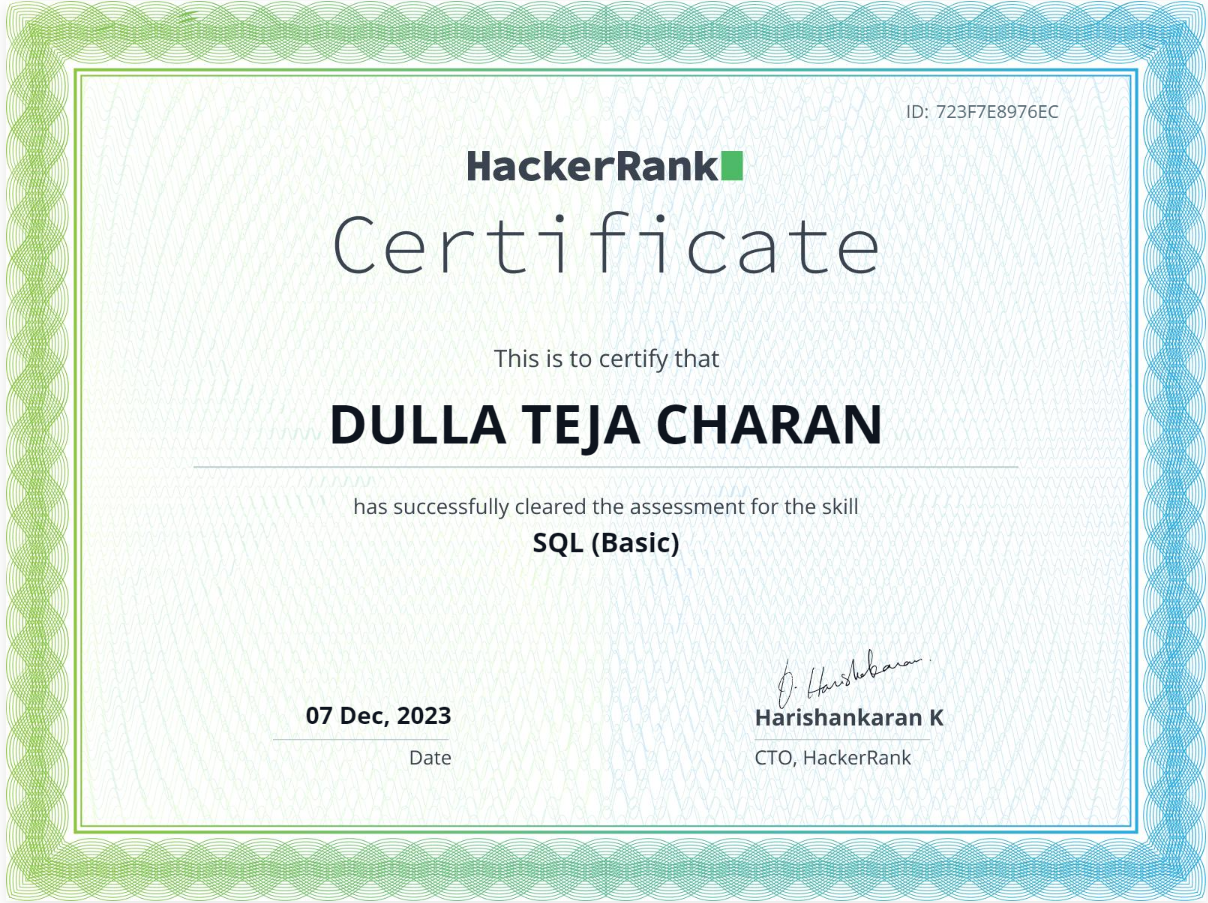 ID: 723F7E8976EC
HackerRank
Certificate
This is to certify that
DULLA TEJA CHARAN
has successfully cleared the assessment for the skill
SQL (Basic)
07 Dec, 2023
Date
J. Harishankaran.
Harishankaran K
CTO, HackerRank